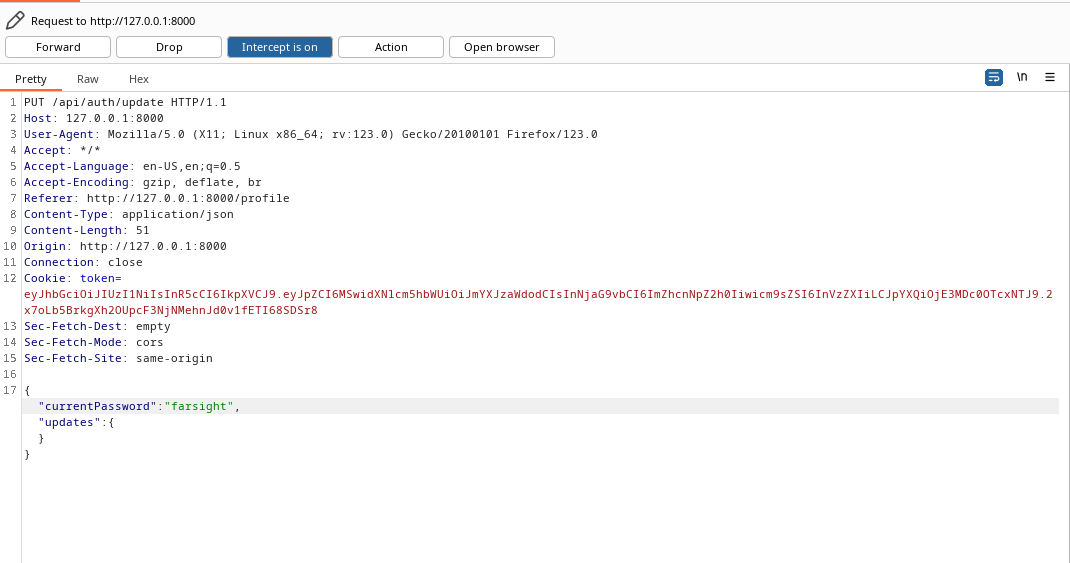 Request to http://127.0.0.1:8000
Forward Drop Intercept is on Action Open browser
Pretty Raw Hex \n
1 PUT /api/auth/update HTTP/1.1
2 Host: 127.0.0.1:8000
3 User-Agent: Mozilla/5.0 (X11; Linux x86_64; rv:123.0) Gecko/20100101 Firefox/123.0
4 Accept: */*
5 Accept-Language: en-US,en;q=0.5
6 Accept-Encoding: gzip, deflate, br
7 Referer: http://127.0.0.1:8000/profile
8 Content-Type: application/json
9 Content-Length: 51
10 Origin: http://127.0.0.1:8000
11 Connection: close
12 Cookie: token=
eyJhbGciOiJIUzI1NiIsInR5cCI6IkpXVCJ9.eyJpZCI6MSwidXNlcm5hbWUiOiJmYXJzaWdodCIsInNjaG9vbCI6ImZhcnNpZ2h0Iiwicm9sZSI6InVzZXIiLCJpYXQiOjE3MDc0OTcxNTJ9.2
x7oLb5BrkgXh2OUpcF3NjNMehnJd0v1fETI68SDSr8
13 Sec-Fetch-Dest: empty
14 Sec-Fetch-Mode: cors
15 Sec-Fetch-Site: same-origin
16
17 {
"currentPassword":"farsight",
"updates":{
}
}